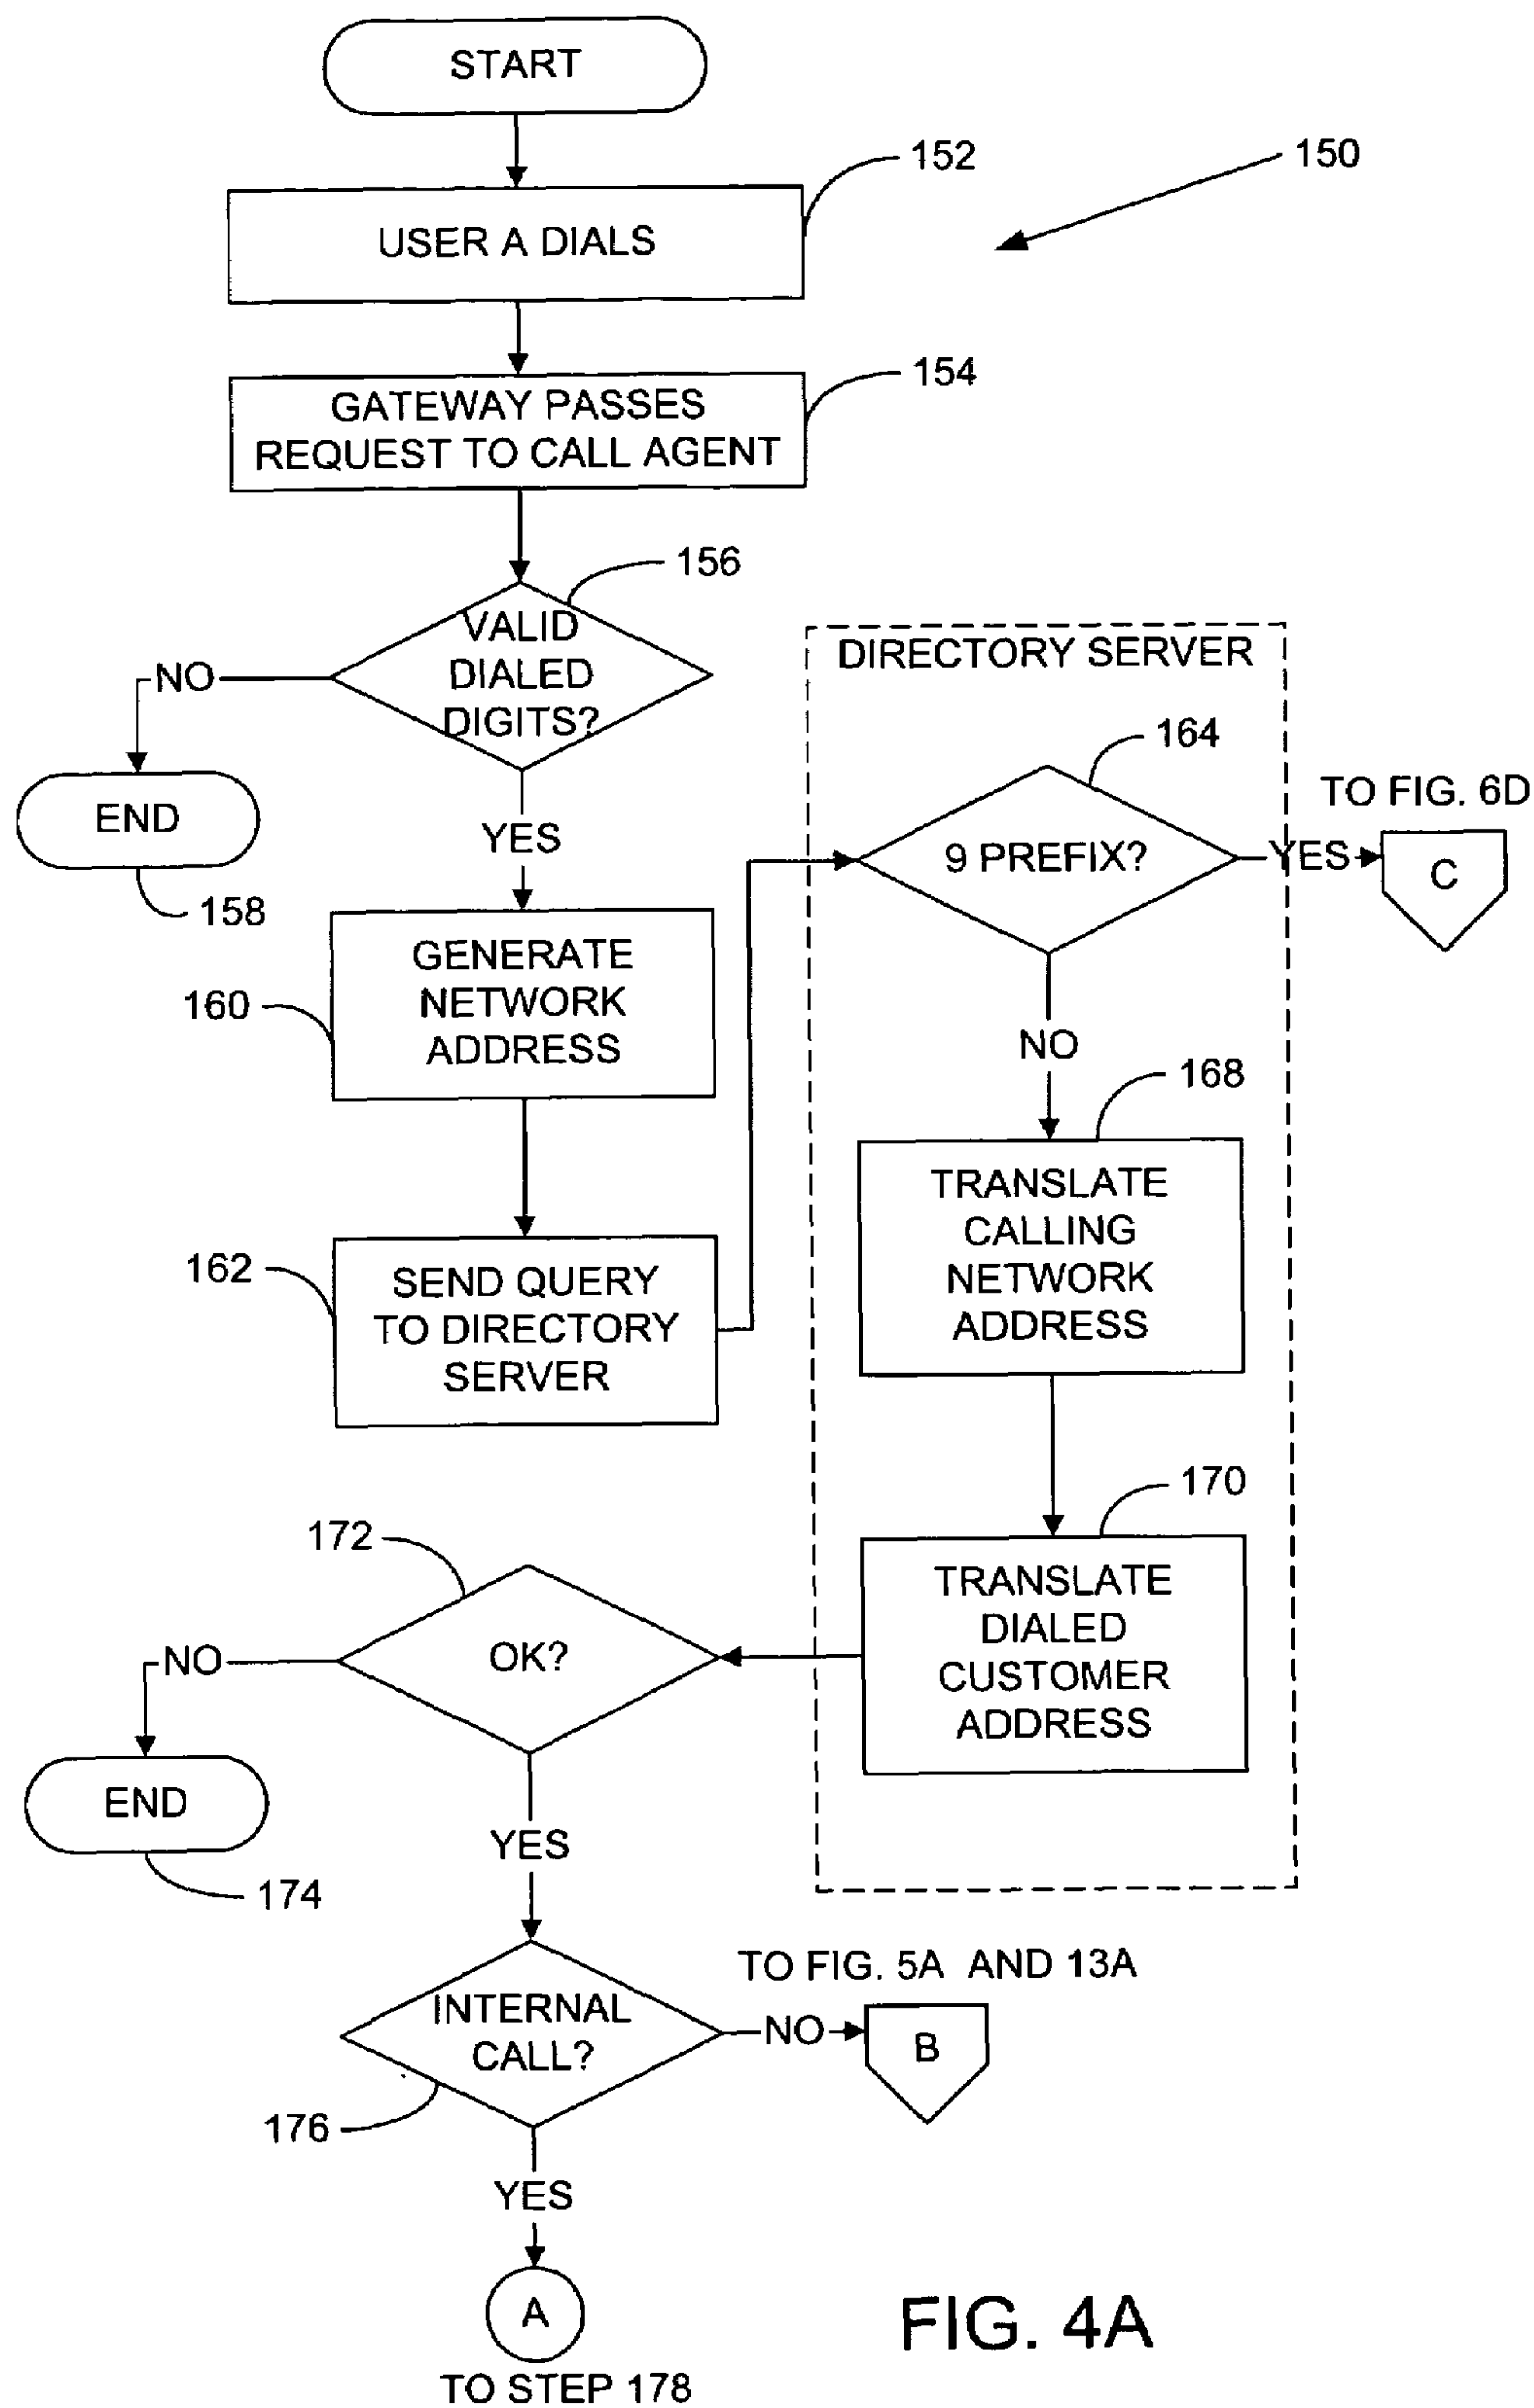 START
152
150
USER A DIALS
154
GATEWAY PASSES
REQUEST TO CALL AGENT
156
VALID
DIALED
DIGITS?
NO
END
158
YES
GENERATE
NETWORK
ADDRESS
160
SEND QUERY
TO DIRECTORY
SERVER
162
DIRECTORY SERVER
164
9 PREFIX?
YES
TO FIG. 6D
C
NO
168
TRANSLATE
CALLING
NETWORK
ADDRESS
170
TRANSLATE
DIALED
CUSTOMER
ADDRESS
172
OK?
NO
END
174
YES
INTERNAL
CALL?
176
NO
TO FIG. 5A AND 13A
B
YES
A
TO STEP 178
FIG. 4A